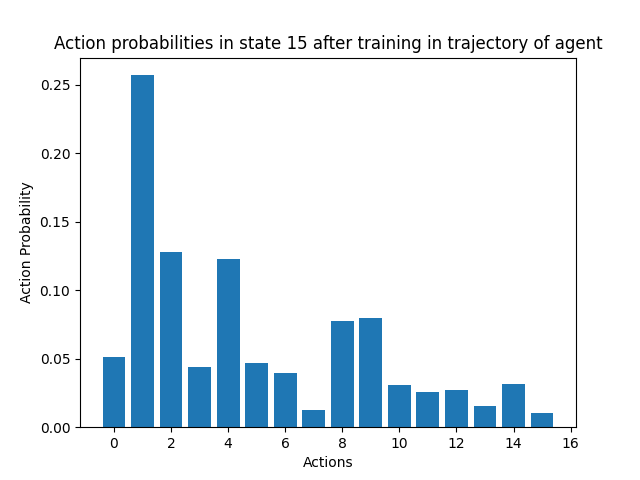 Action probabilities in state 15 after training in trajectory of agent
0.25
0.20
0.15
0.10
0.05
0.00
Action Probability
0 2 4 6 8 10 12 14 16
Actions